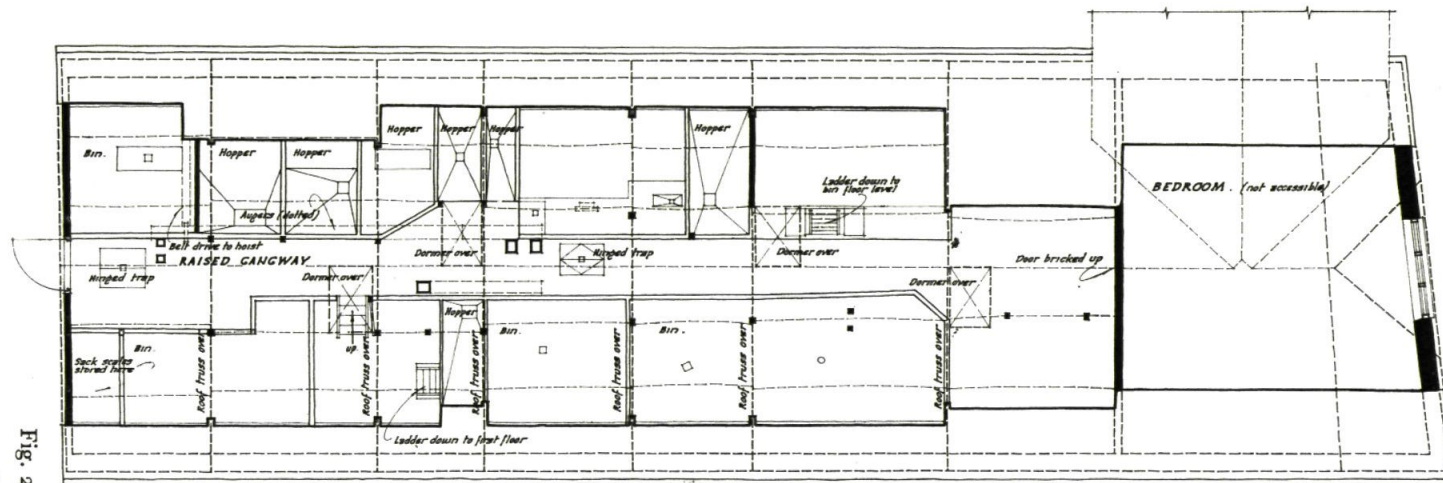 Hopper
Hopper
Hopper
Hopper
Bin.
Hopper
Hopper
Ladder down to
bin floor level
BEDROOM. (not accessible)
Augers (dotted)
Belt drive to hoist
RAISED GANGWAY
Dormer over
Hinged trap
Dormer over
Door bricked up
Hinged trap
Dormer over
Dormer over
Hopper
Bin.
Bin.
Bin.
Sack scales
stored here
up
Roof truss over
Roof truss over
Roof truss over
Roof truss over
Roof truss over
Roof truss over
Ladder down to first floor
Fig. 2